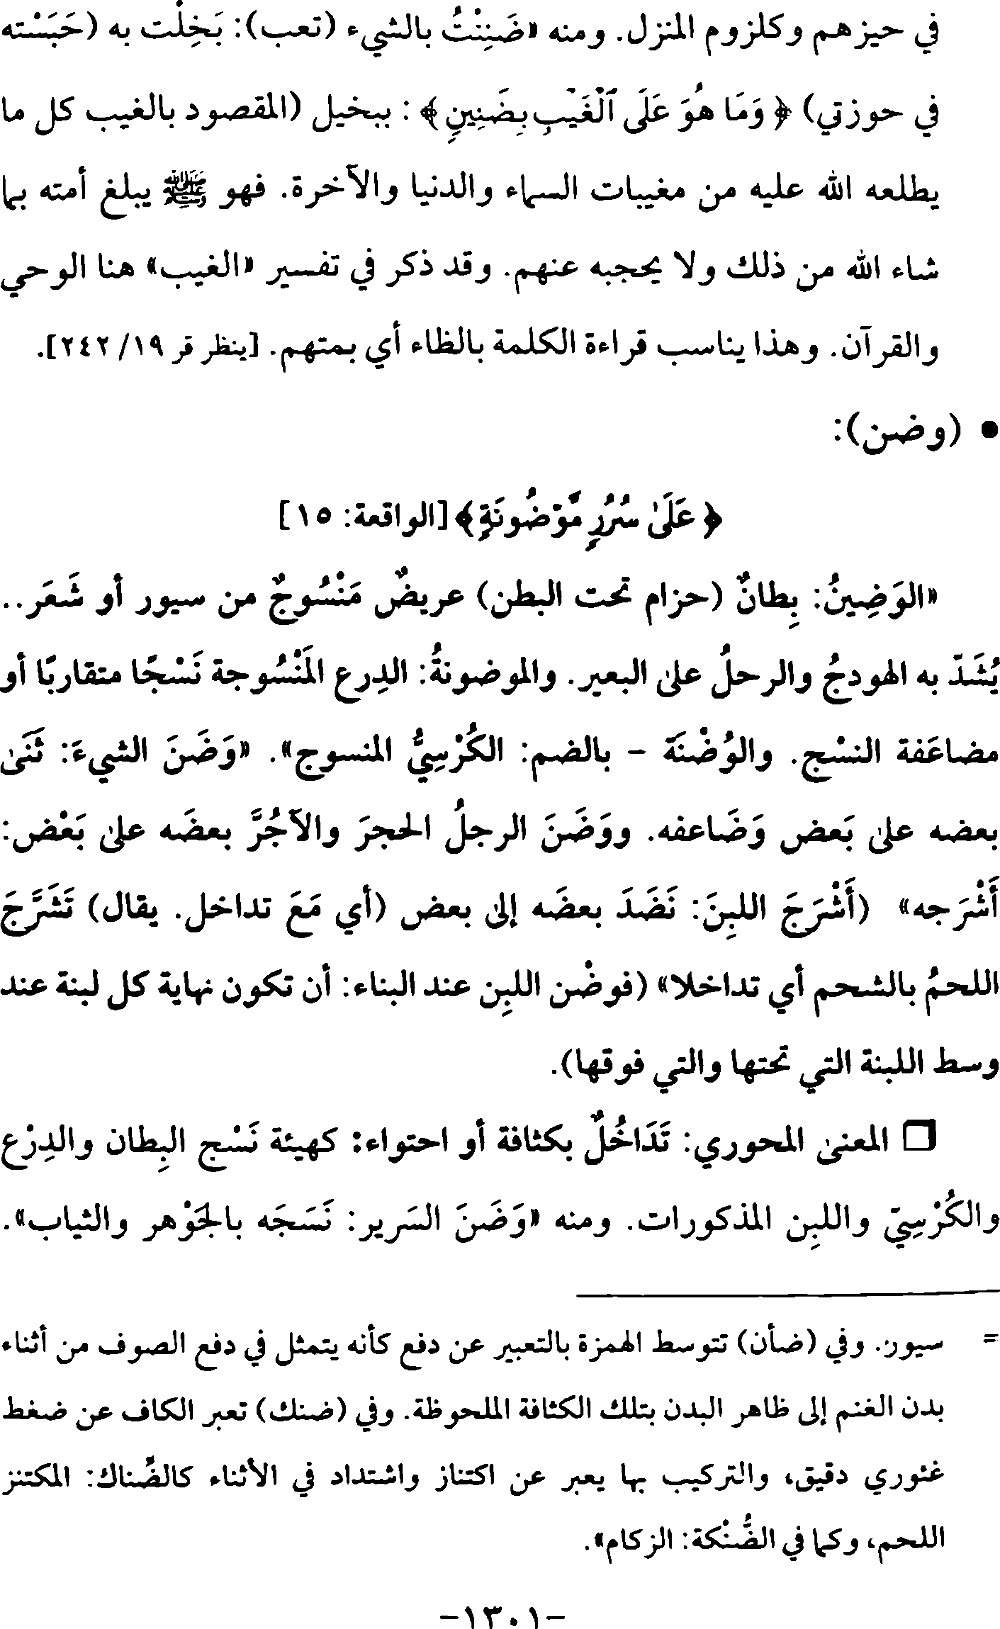 في حيزهم وكلزوم المنزل. ومنه «ضَنِنْتُ بالشيء (تعب): بَخِلْت به (حَبَسْته
في حوزتي) ﴿ وَمَا هُوَ عَلَى ٱلْغَيْبِ بِضَنِينٍ ﴾ : ببخيل (المقصود بالغيب كل ما
يطلعه الله عليه من مغيبات السماء والدنيا والآخرة. فهو ﷺ يبلغ أمته بما
شاء الله من ذلك ولا يحجبه عنهم. وقد ذكر في تفسير «الغيب» هنا الوحي
والقرآن. وهذا يناسب قراءة الكلمة بالظاء أي بمتهم. [ينظر قر ١٩/ ٢٤٢].
• (وضن):
﴿ عَلَىٰ سُرُرٍ مَّوْضُونَةٍ ﴾ [الواقعة: ١٥]
«الوَضِينُ: بِطانٌ (حزام تحت البطن) عريضٌ مَنْسُوجٌ من سيور أو شَعَر..
يُشَدّ به الهودجُ والرحلُ على البعير. والموضونةُ: الدِرع المَنْسُوجة نَسْجًا متقاربًا أو
مضاعَفة النسْج. والوُضْنَة - بالضم: الكُرْسِيُّ المنسوج». «وَضَنَ الشيءَ: ثَنَىٰ
بعضه علىٰ بَعض وَضَاعفه. ووَضَنَ الرجلُ الحجرَ والآجُرَّ بعضَه علىٰ بَعْض:
أَشْرَجه» (أَشْرَجَ اللبِنَ: نَضَدَ بعضَه إلىٰ بعض (أي مَعَ تداخل. يقال) تَشَرَّجَ
اللحمُ بالشحم أي تداخلا» (فوضْن اللبِن عند البناء: أن تكون نهاية كل لبنة عند
وسط اللبنة التي تحتها والتي فوقها).
❏ المعنىٰ المحوري: تَدَاخُلٌ بكثافة أو احتواء: كهيئة نَسْج البِطان والدِرْع
والكُرْسِيّ واللبِن المذكورات. ومنه «وَضَنَ السَرير: نَسَجَه بالجَوْهر والثياب».
= سيور. وفي (ضأن) تتوسط الهمزة بالتعبير عن دفع كأنه يتمثل في دفع الصوف من أثناء
بدن الغنم إلى ظاهر البدن بتلك الكثافة الملحوظة. وفي (ضنك) تعبر الكاف عن ضغط
غئوري دقيق، والتركيب بها يعبر عن اكتناز واشتداد في الأثناء كالضِّناك: المكتنز
اللحم، وكما في الضُّنْكة: الزكام».
-١٣٠١-